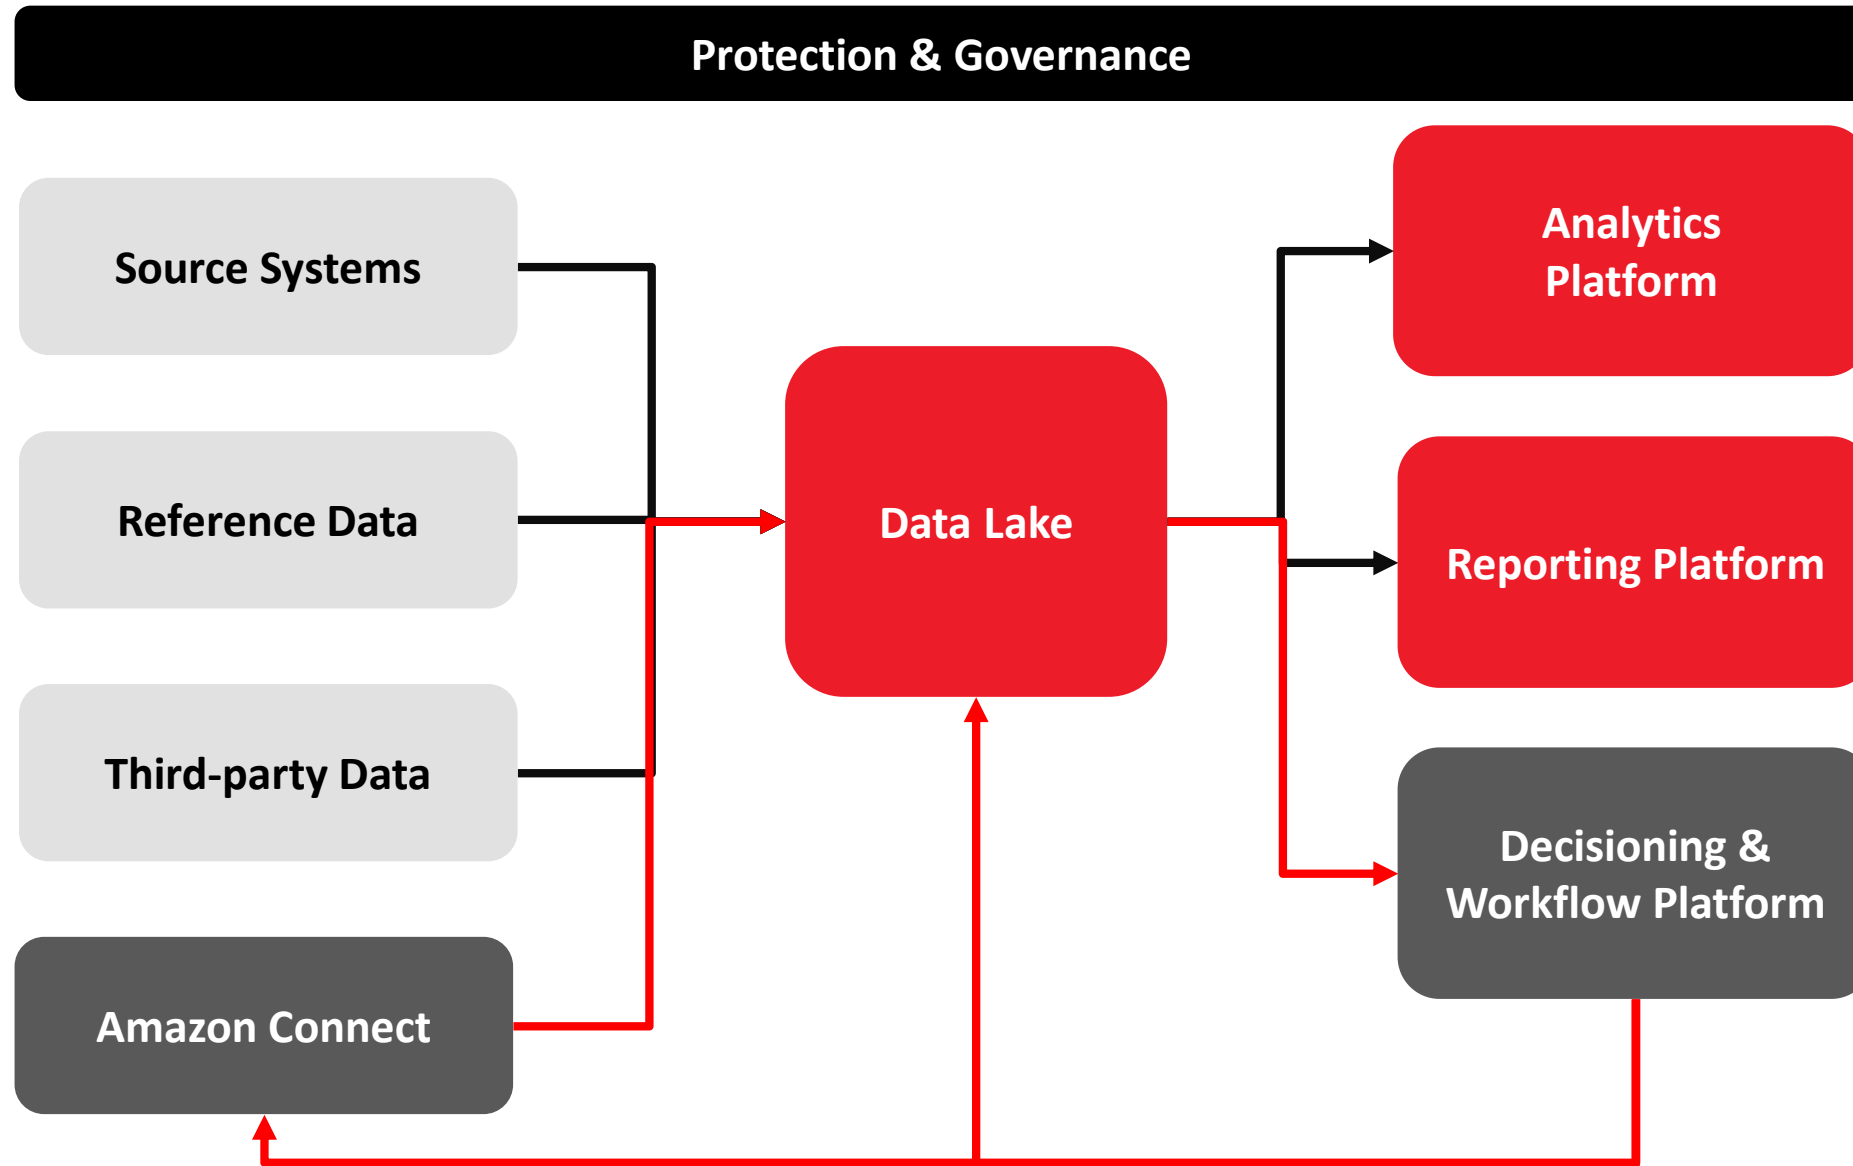 Protection & Governance
Source Systems
Reference Data
Third-party Data
Amazon Connect
Data Lake
Analytics
Platform
Reporting Platform
Decisioning &
Workflow Platform